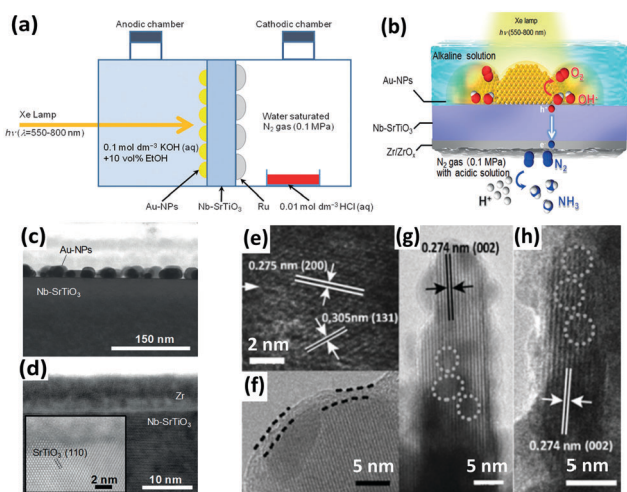 (a)
Anodic chamber
Cathodic chamber
Xe Lamp
hν (λ=550-800 nm)
0.1 mol dm⁻³ KOH (aq)
+10 vol% EtOH
Water saturated
N₂ gas (0.1 MPa)
Au-NPs
Nb-SrTiO₃
Ru
0.01 mol dm⁻³ HCl (aq)
(b)
Xe lamp
hν (550-800 nm)
Alkaline solution
O₂
Au-NPs
OH⁻
h⁺
Nb-SrTiO₃
e⁻
Zr/ZrOₓ
N₂ gas (0.1 MPa)
with acidic solution
N₂
H⁺
NH₃
(c)
Au-NPs
Nb-SrTiO₃
150 nm
(d)
Zr
Nb-SrTiO₃
SrTiO₃ (110)
2 nm
10 nm
(e)
0.275 nm (200)
0.305nm (131)
2 nm
(f)
5 nm
(g)
0.274 nm (002)
5 nm
(h)
0.274 nm (002)
5 nm